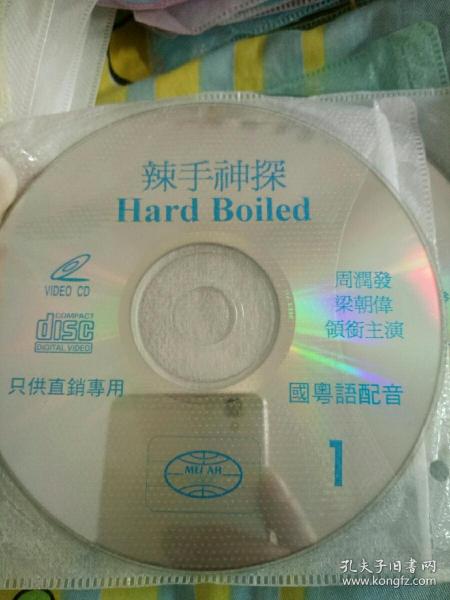 辣手神探
Hard Boiled
VIDEO CD
COMPACT
disc
DIGITAL VIDEO
周潤發
梁朝偉
領銜主演
只供直銷專用
國粵語配音
MEI AH
1
孔夫子旧书网
www.kongfz.com